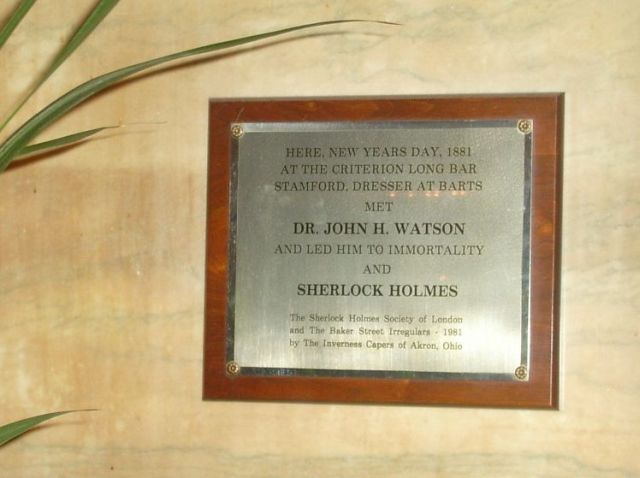 HERE, NEW YEARS DAY, 1881
AT THE CRITERION LONG BAR
STAMFORD, DRESSER AT BARTS
MET
DR. JOHN H. WATSON
AND LED HIM TO IMMORTALITY
AND
SHERLOCK HOLMES
The Sherlock Holmes Society of London
and The Baker Street Irregulars - 1981
by The Inverness Capers of Akron, Ohio